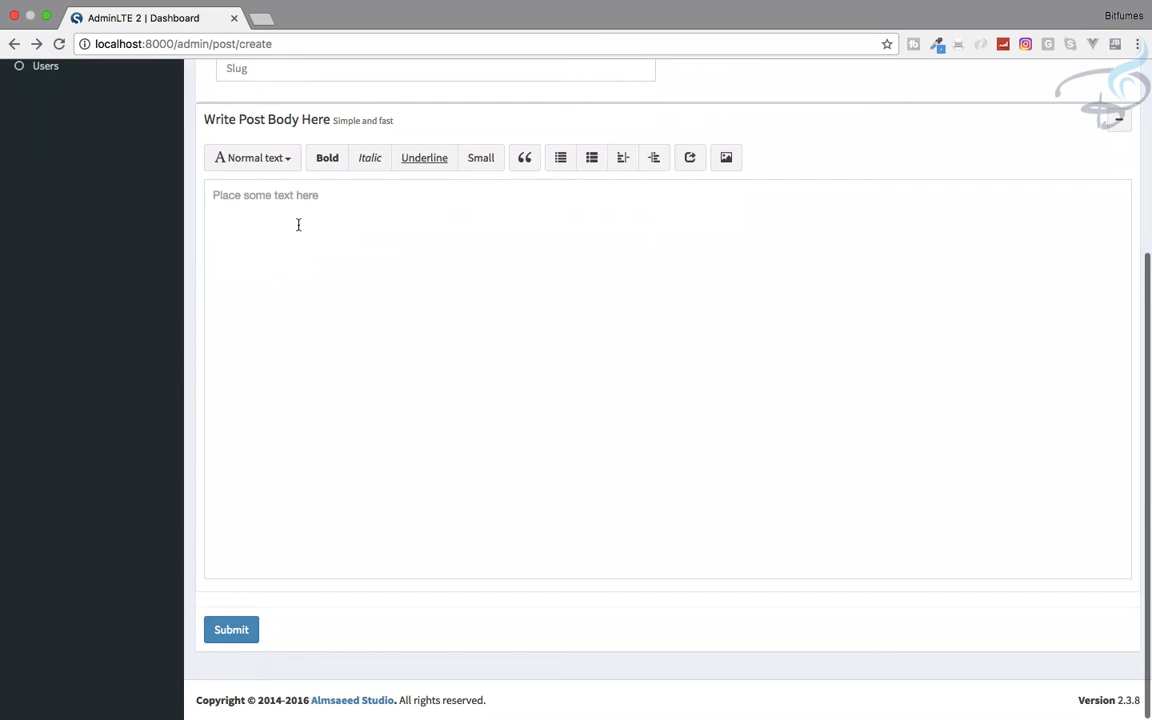 AdminLTE 2 | Dashboard
Bitfumes
localhost:8000/admin/post/create
Users
Slug
Write Post Body Here Simple and fast
A Normal text
Bold
Italic
Underline
Small
Place some text here
Submit
Copyright © 2014-2016 Almsaeed Studio. All rights reserved.
Version 2.3.8